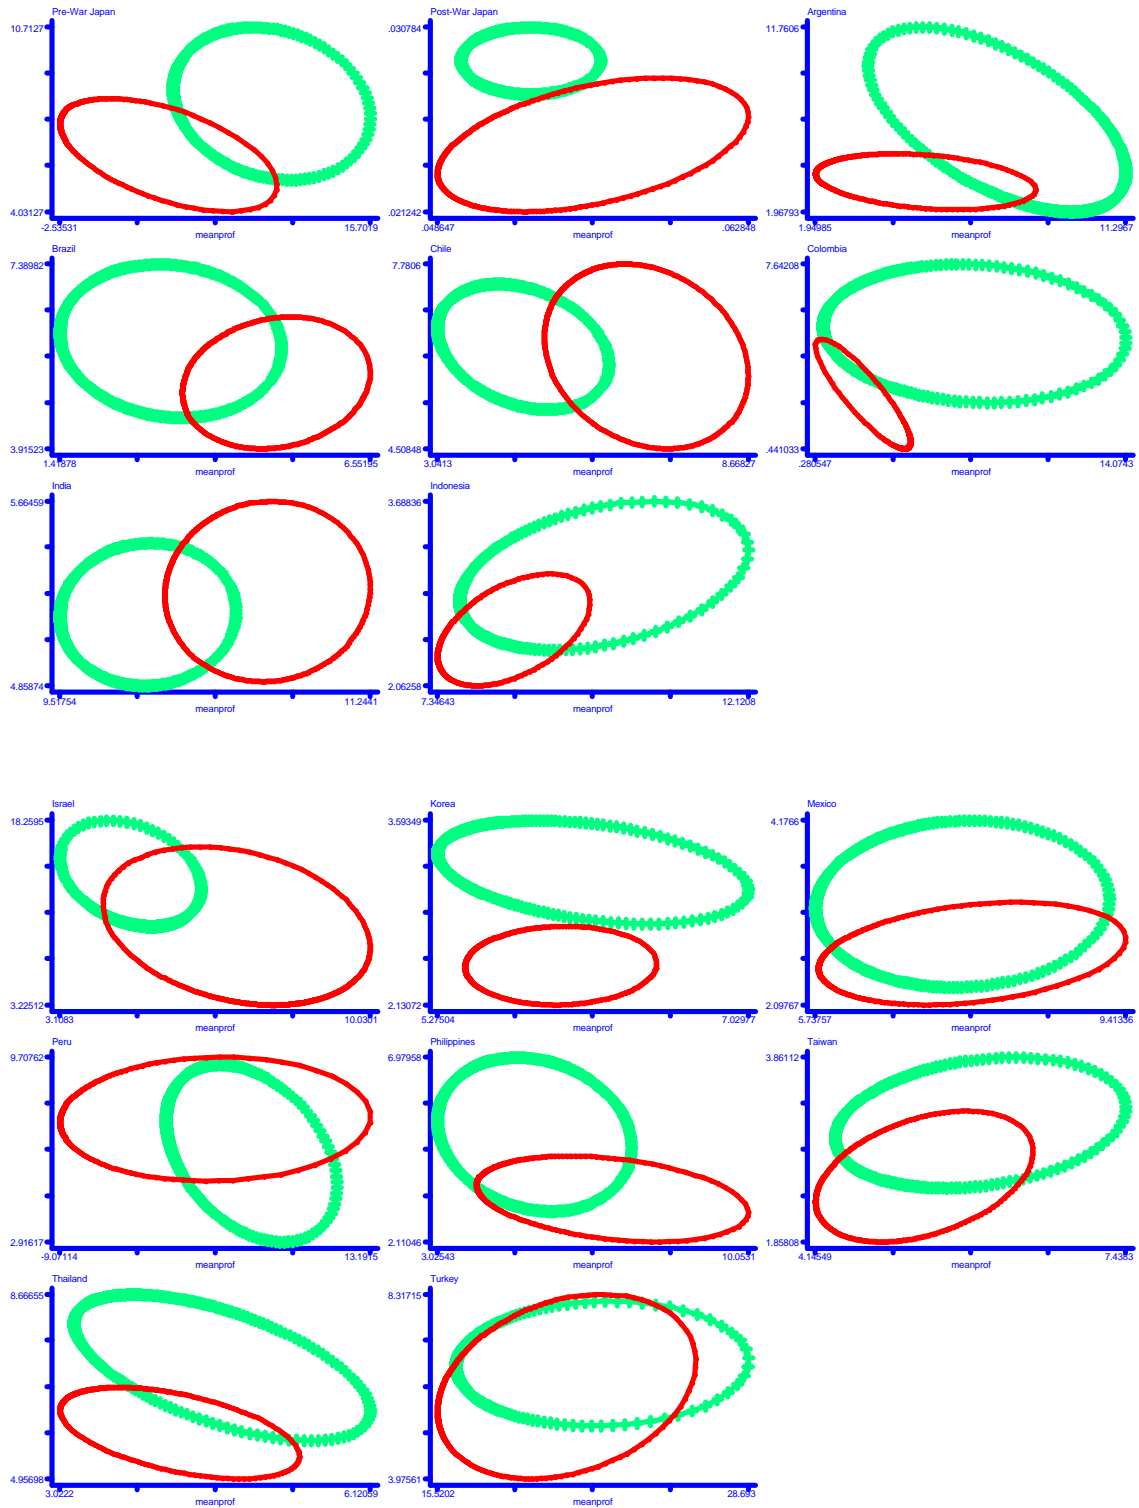 Pre-War Japan
10.7127
4.03127
-2.53531
15.7019
meanprof
Post-War Japan
.030784
.021242
.048647
.062848
meanprof
Argentina
11.7606
1.96793
1.94985
11.2967
meanprof
Brazil
7.38982
3.91523
1.41878
6.55195
meanprof
Chile
7.7806
4.50848
3.0413
8.66827
meanprof
Colombia
7.64208
.441033
.280547
14.0743
meanprof
India
5.66459
4.85874
9.51754
11.2441
meanprof
Indonesia
3.68836
2.06258
7.34643
12.1208
meanprof
Israel
18.2595
3.22512
3.1083
10.0301
meanprof
Korea
3.59349
2.13072
5.27504
7.02977
meanprof
Mexico
4.1766
2.09767
5.73757
9.41336
meanprof
Peru
9.70762
2.91617
-9.07114
13.1975
meanprof
Philippines
6.97958
2.11046
3.02543
10.0531
meanprof
Taiwan
3.86112
1.85808
4.14549
7.4383
meanprof
Thailand
8.66655
4.95698
3.0222
6.12059
meanprof
Turkey
8.31715
3.97561
15.5202
28.693
meanprof